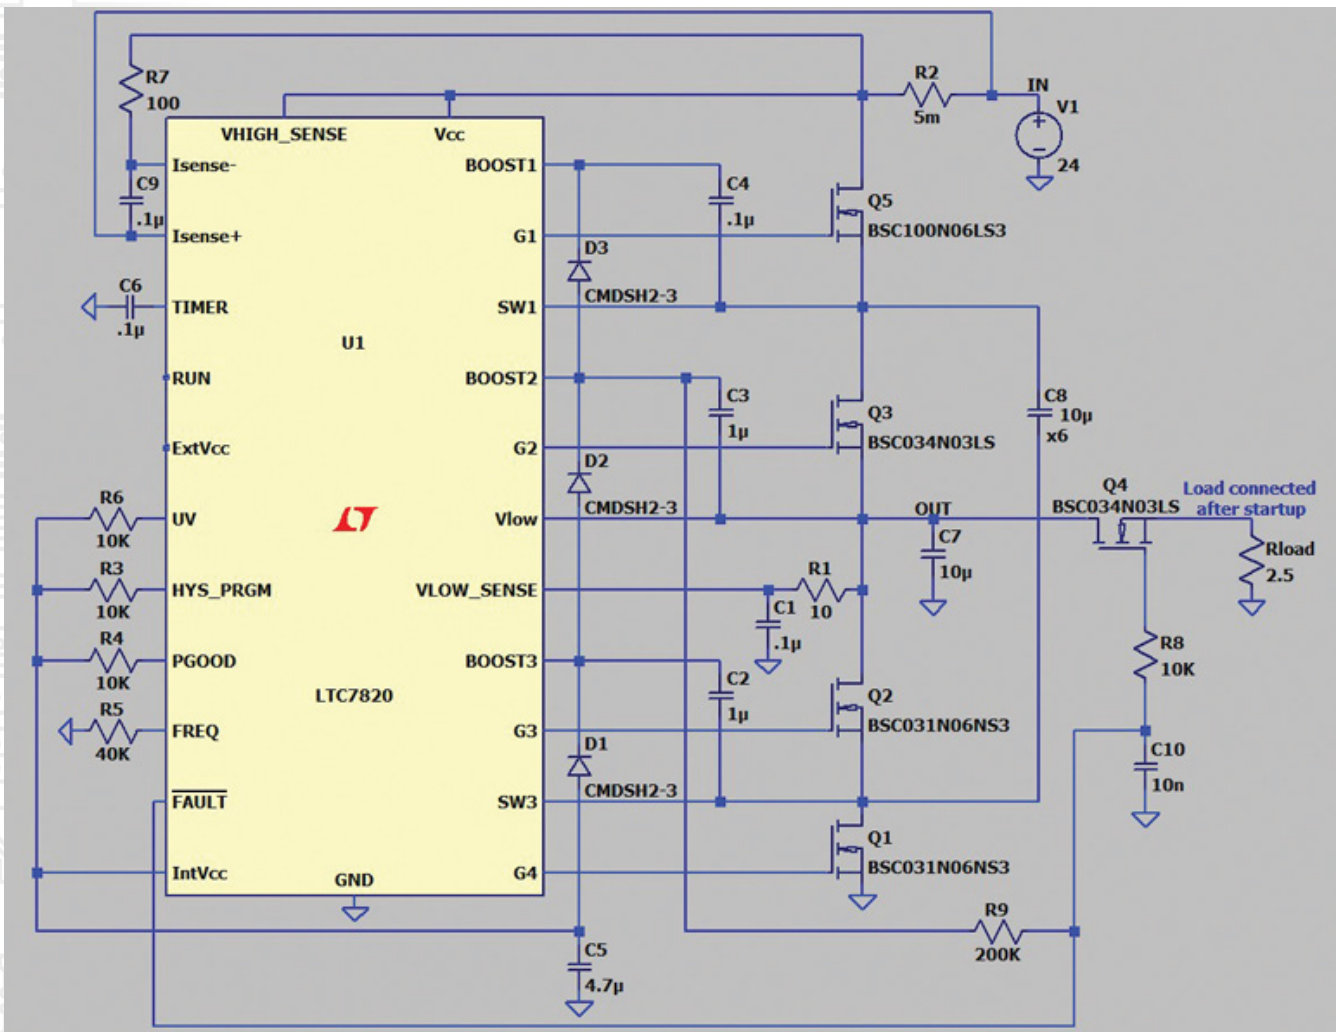 R7
100
R2
5m
IN
V1
+
−
24
VHIGH_SENSE
Vcc
Isense-
BOOST1
C9
.1µ
C4
.1µ
Q5
BSC100N06LS3
Isense+
G1
D3
CMDSH2-3
C6
.1µ
TIMER
SW1
U1
RUN
BOOST2
C3
1µ
Q3
BSC034N03LS
C8
10µ
x6
ExtVcc
G2
D2
CMDSH2-3
R6
10K
UV
Vlow
OUT
Q4
BSC034N03LS
Load connected
after startup
C7
10µ
Rload
2.5
R3
10K
HYS_PRGM
VLOW_SENSE
R1
10
C1
.1µ
R4
10K
PGOOD
BOOST3
R8
10K
LTC7820
C2
1µ
Q2
BSC031N06NS3
R5
40K
FREQ
G3
D1
CMDSH2-3
C10
10n
FAULT
SW3
Q1
BSC031N06NS3
IntVcc
GND
G4
R9
200K
C5
4.7µ